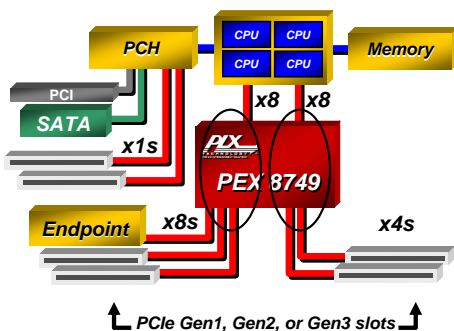 PCH
CPU CPU
CPU CPU
Memory
PCI
SATA
x8 x8
x1s
PLX
TECHNOLOGY
PEX 8749
Endpoint
x8s
x4s
PCIe Gen1, Gen2, or Gen3 slots